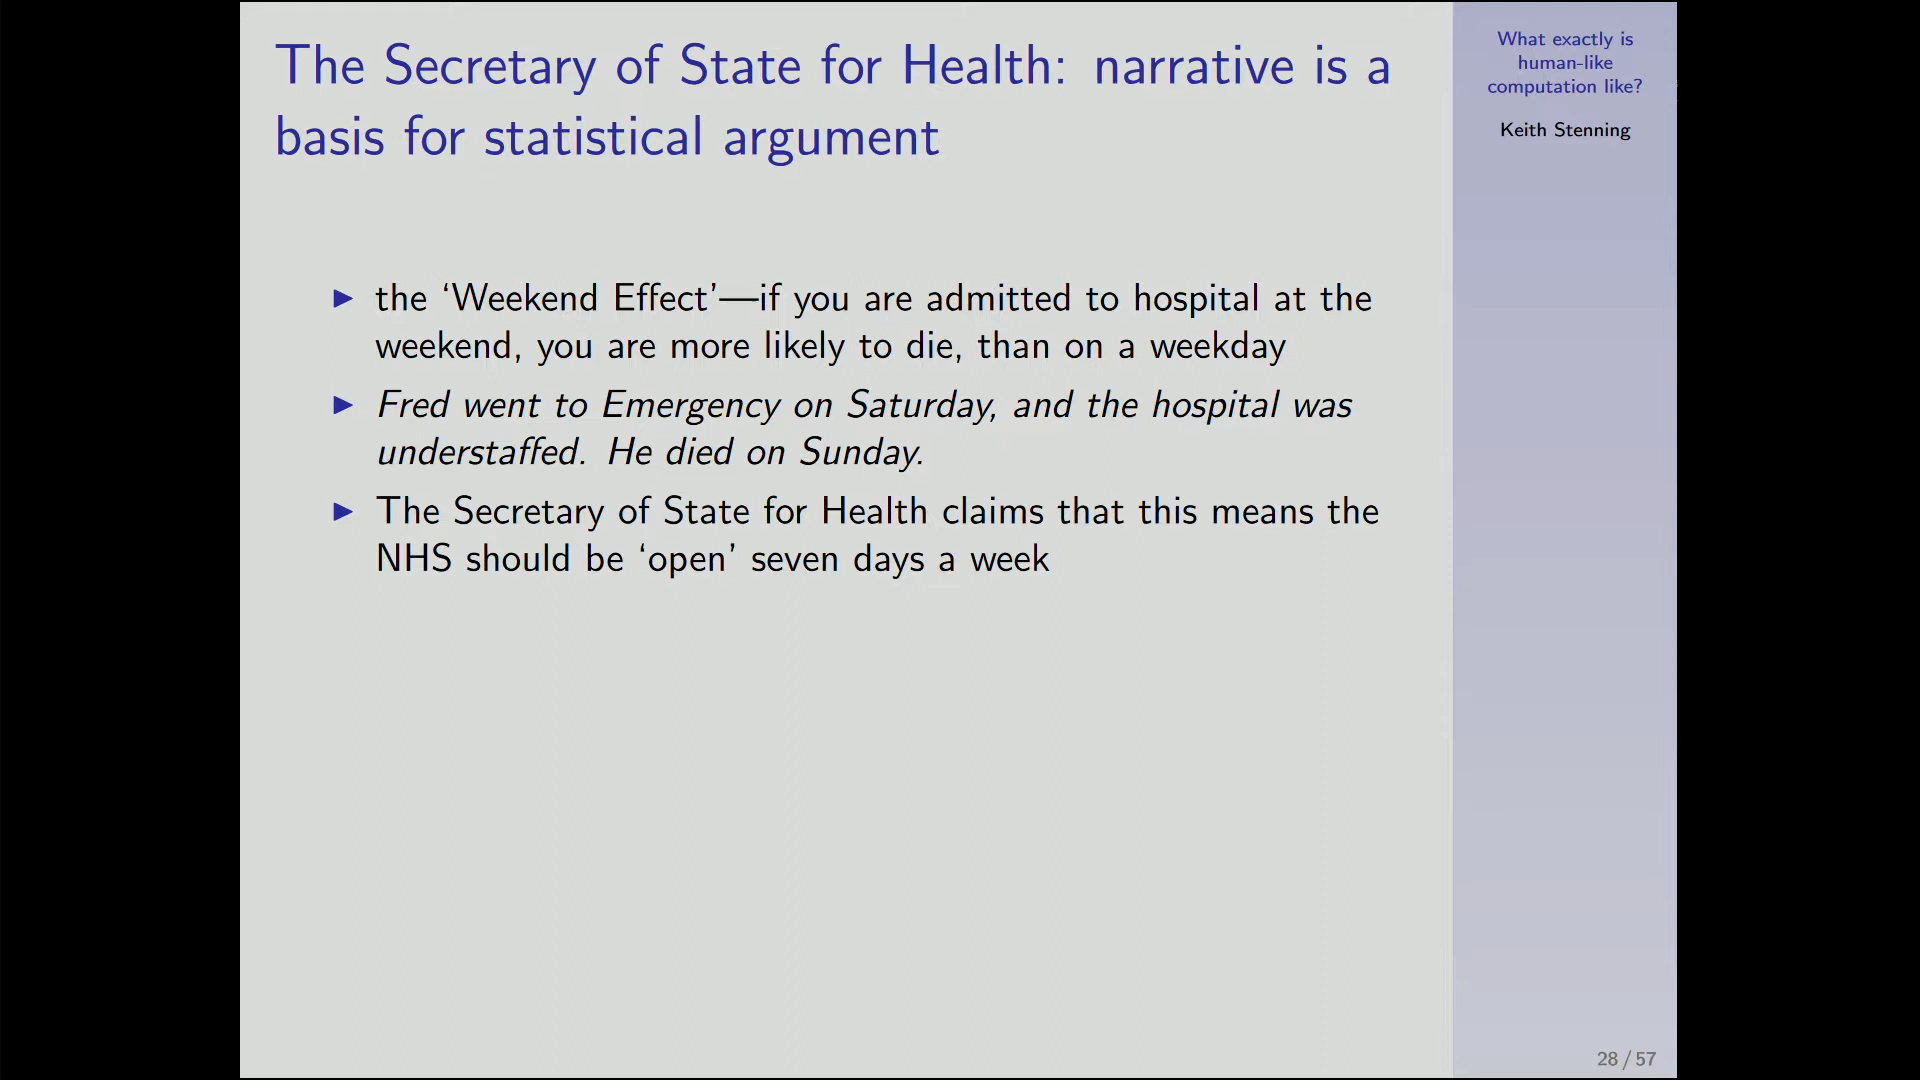 The Secretary of State for Health: narrative is a
basis for statistical argument
▶ the ‘Weekend Effect’—if you are admitted to hospital at the
weekend, you are more likely to die, than on a weekday
▶ Fred went to Emergency on Saturday, and the hospital was
understaffed. He died on Sunday.
▶ The Secretary of State for Health claims that this means the
NHS should be ‘open’ seven days a week
What exactly is
human-like
computation like?
Keith Stenning
28 / 57